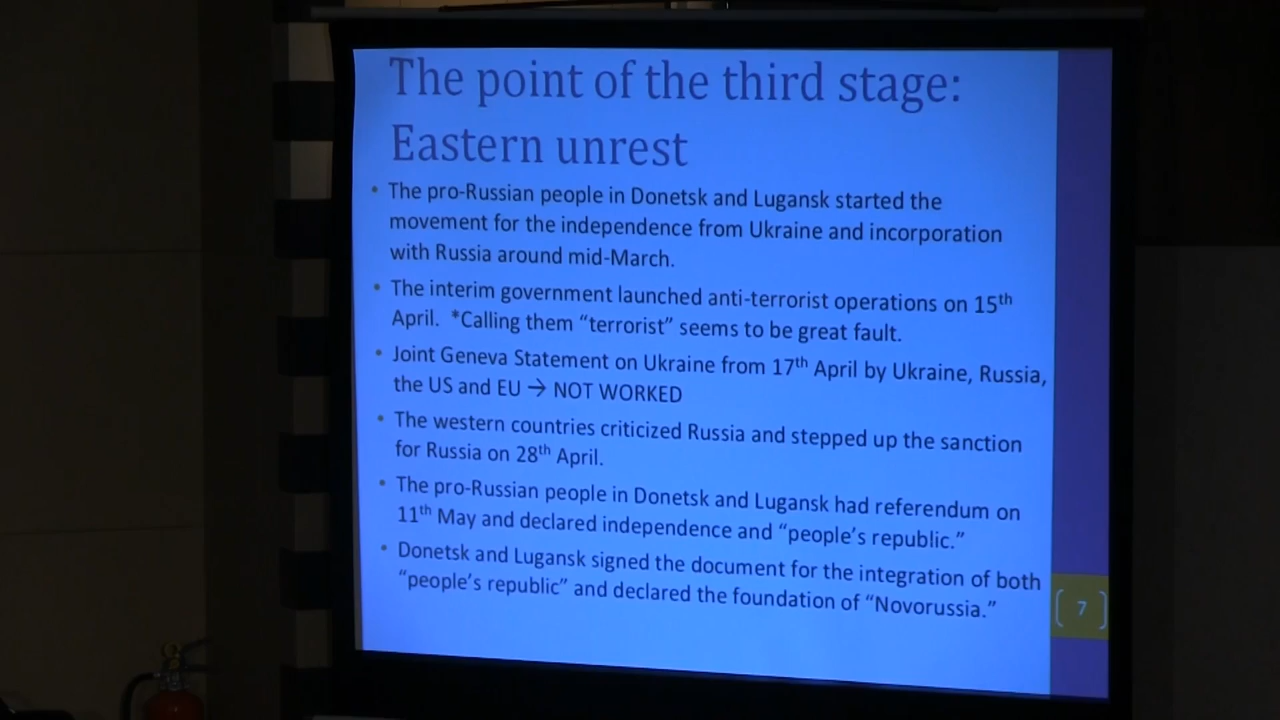 The point of the third stage:
Eastern unrest
• The pro-Russian people in Donetsk and Lugansk started the
movement for the independence from Ukraine and incorporation
with Russia around mid-March.
• The interim government launched anti-terrorist operations on 15th
April. *Calling them “terrorist” seems to be great fault.
• Joint Geneva Statement on Ukraine from 17th April by Ukraine, Russia,
the US and EU → NOT WORKED
• The western countries criticized Russia and stepped up the sanction
for Russia on 28th April.
• The pro-Russian people in Donetsk and Lugansk had referendum on
11th May and declared independence and “people’s republic.”
• Donetsk and Lugansk signed the document for the integration of both
“people’s republic” and declared the foundation of “Novorussia.”
7